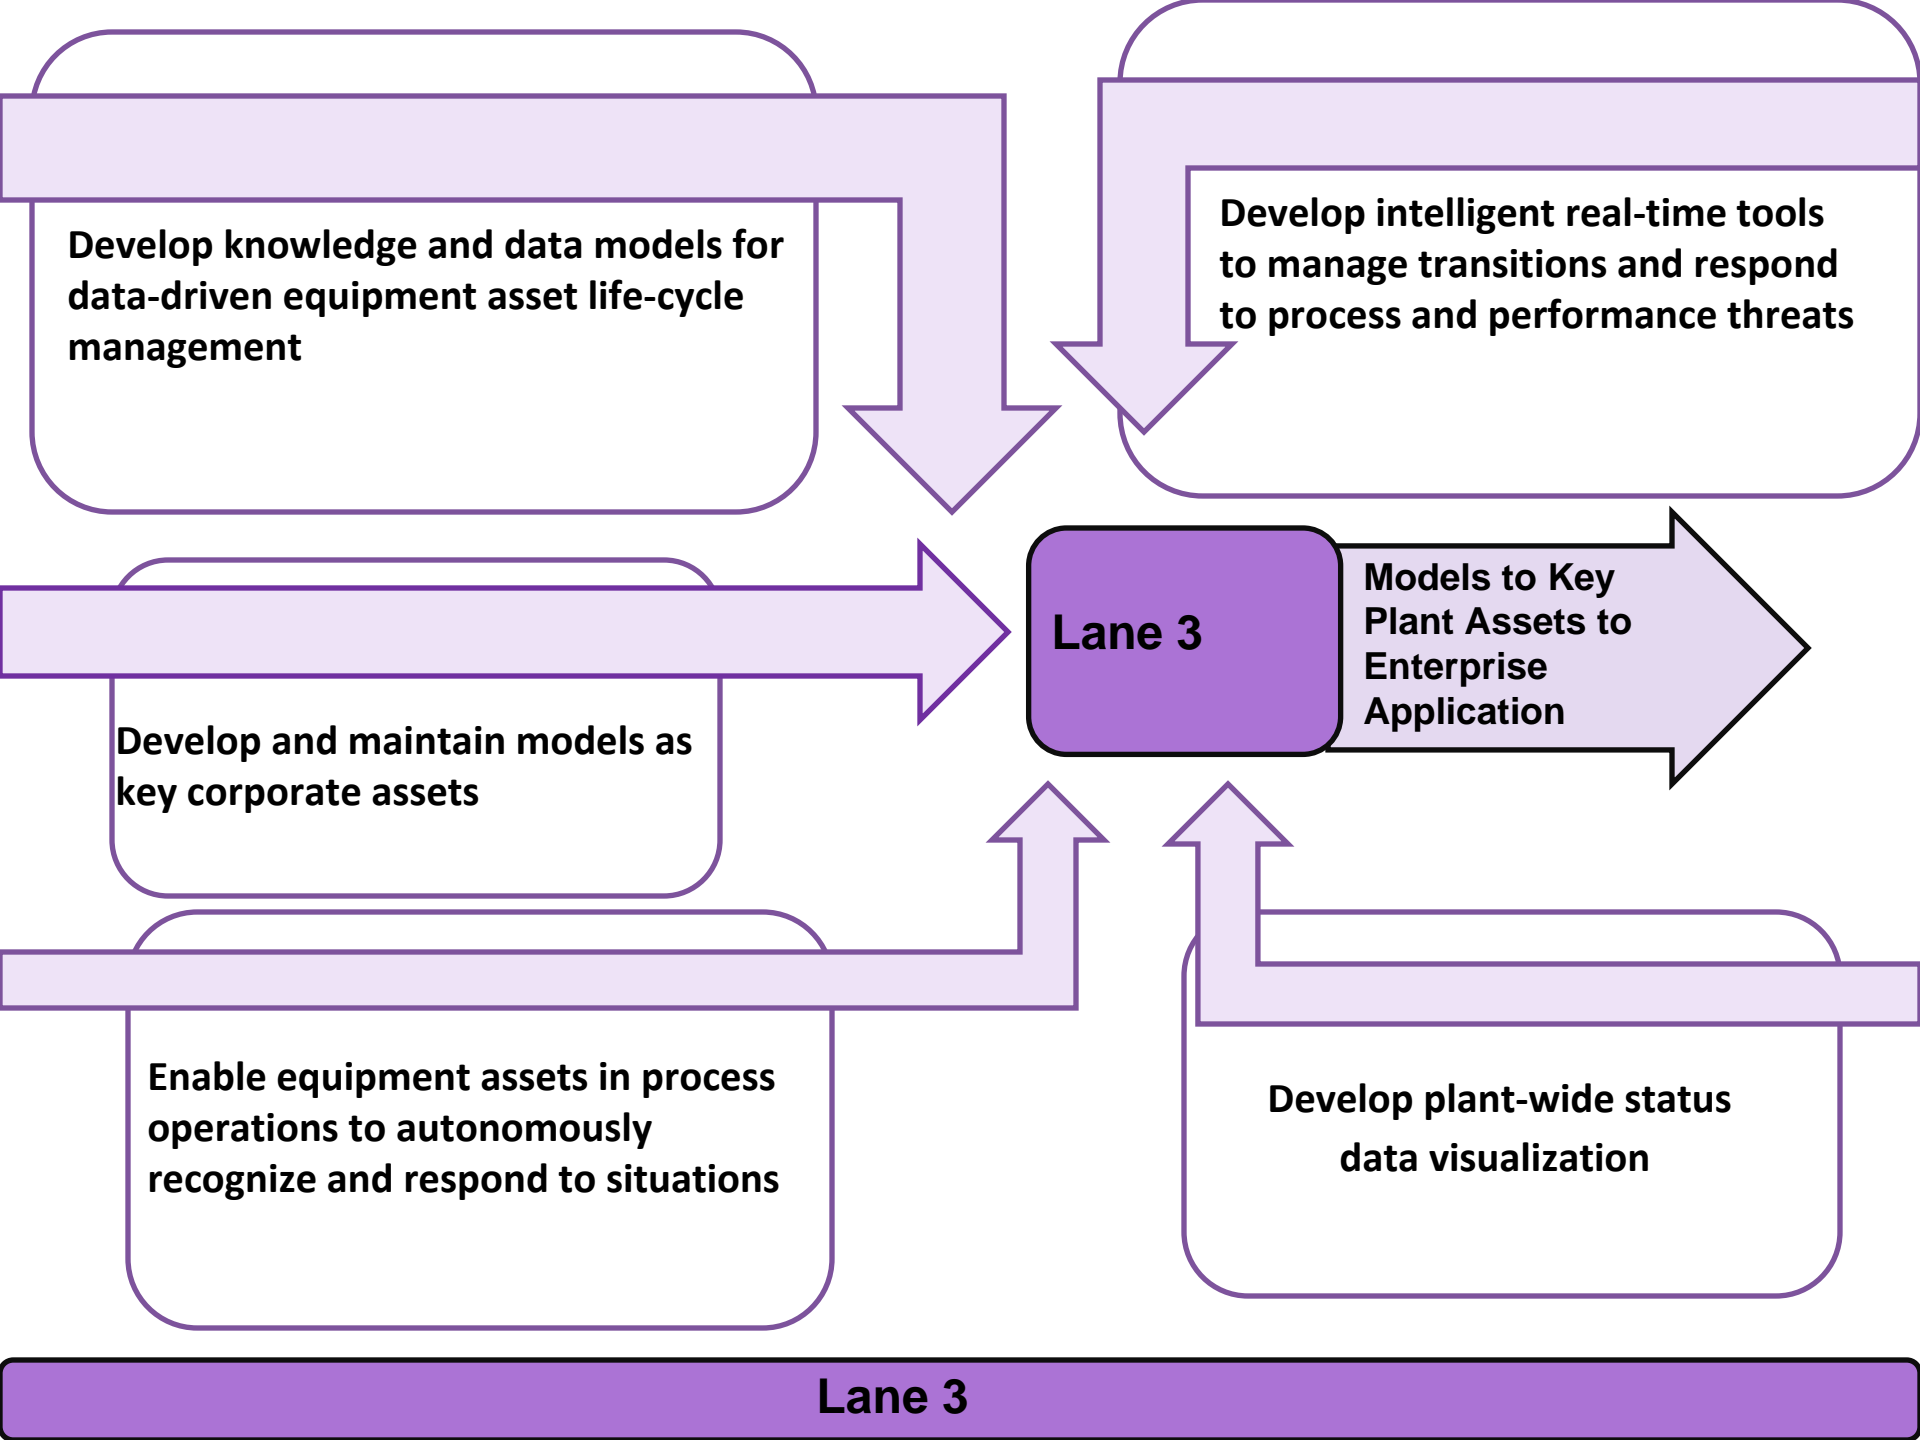 Develop knowledge and data models for
data-driven equipment asset life-cycle
management
Develop intelligent real-time tools
to manage transitions and respond
to process and performance threats
Develop and maintain models as
key corporate assets
Lane 3
Models to Key
Plant Assets to
Enterprise
Application
Enable equipment assets in process
operations to autonomously
recognize and respond to situations
Develop plant-wide status
data visualization
Lane 3